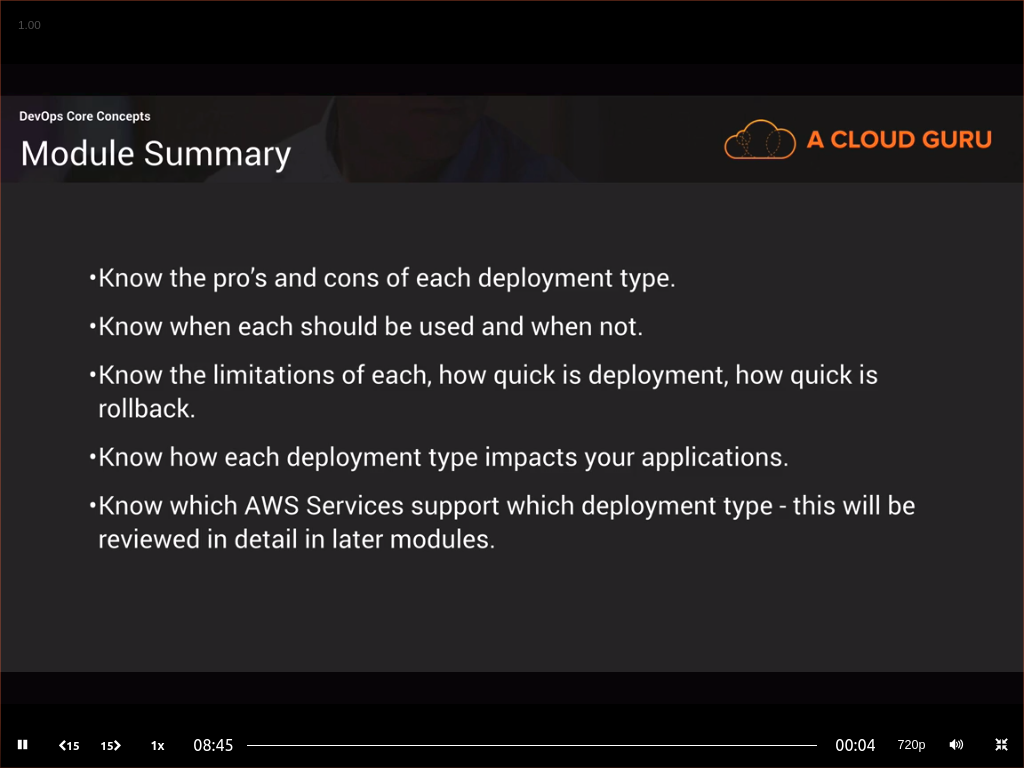 1.00
DevOps Core Concepts
Module Summary
A CLOUD GURU
•Know the pro’s and cons of each deployment type.
•Know when each should be used and when not.
•Know the limitations of each, how quick is deployment, how quick is
rollback.
•Know how each deployment type impacts your applications.
•Know which AWS Services support which deployment type - this will be
reviewed in detail in later modules.
15 15 1x 08:45 00:04 720p